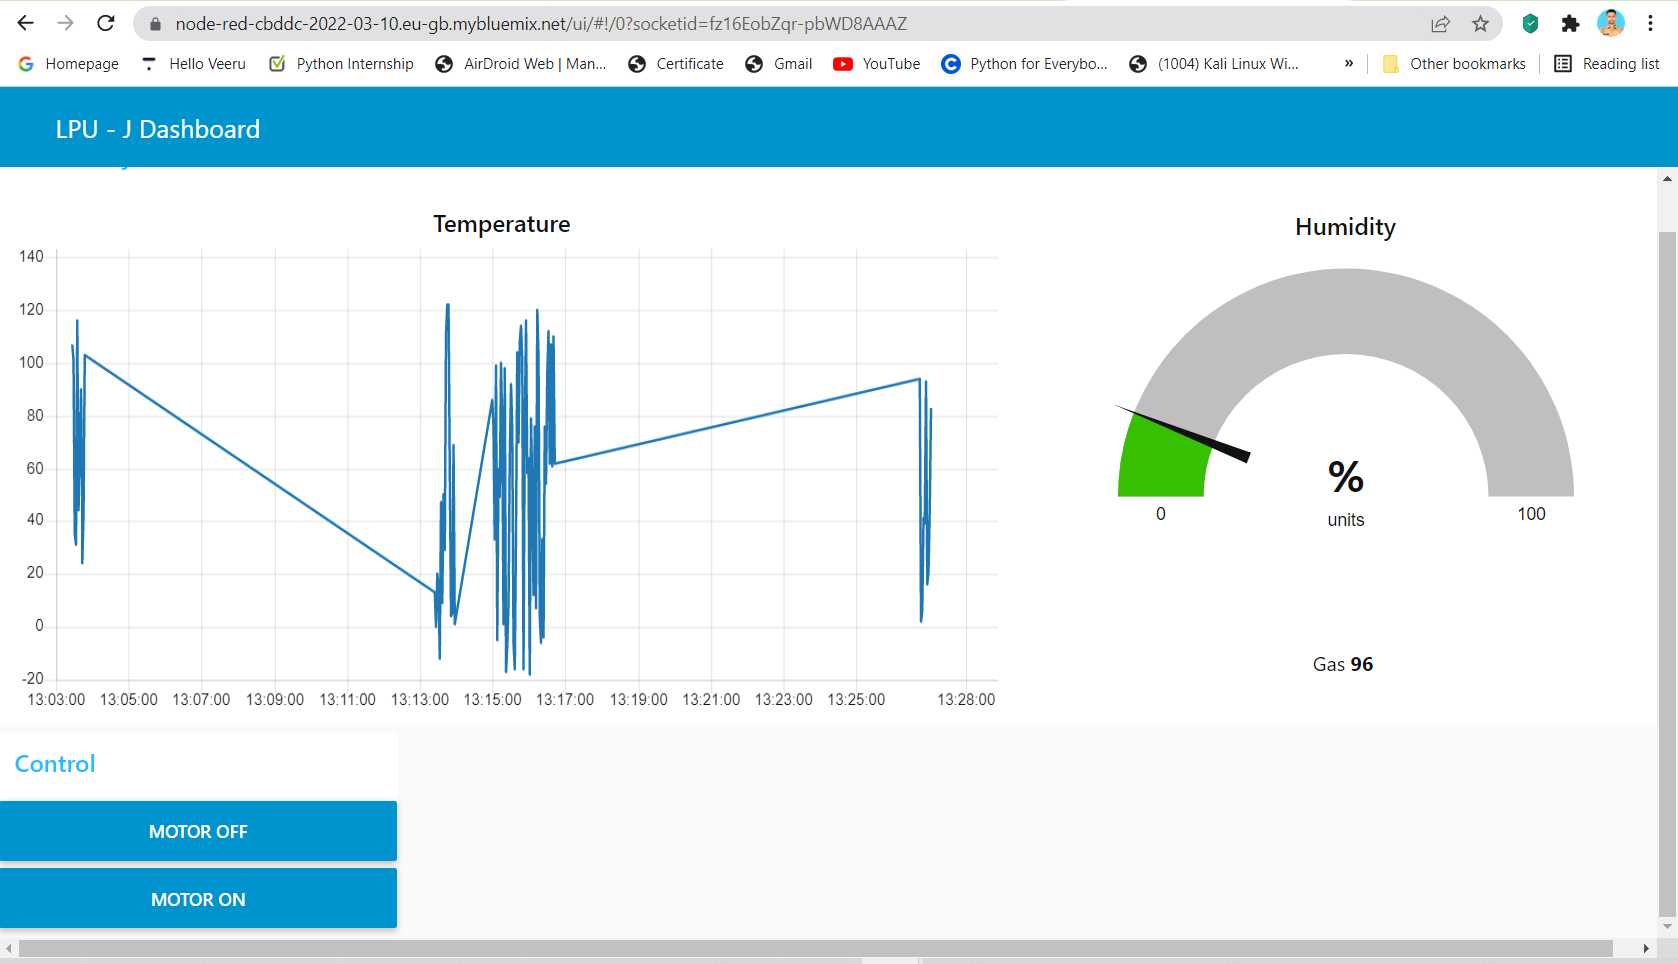 node-red-cbddc-2022-03-10.eu-gb.mybluemix.net/ui/#!/0?socketid=fz16EobZqr-pbWD8AAAZ
Homepage Hello Veeru Python Internship AirDroid Web | Man... Certificate Gmail YouTube Python for Everybo... (1004) Kali Linux Wi... » Other bookmarks Reading list
LPU - J Dashboard
Temperature
140
120
100
80
60
40
20
0
-20
13:03:00 13:05:00 13:07:00 13:09:00 13:11:00 13:13:00 13:15:00 13:17:00 13:19:00 13:21:00 13:23:00 13:25:00 13:28:00
Humidity
%
0 units 100
Gas 96
Control
MOTOR OFF
MOTOR ON